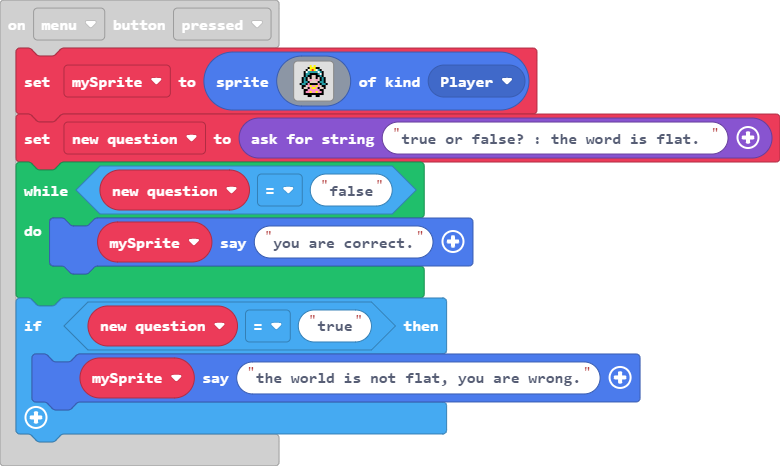 on menu button pressed
set mySprite to sprite of kind Player
set new question to ask for string "true or false? : the word is flat. "
while new question = "false"
do mySprite say "you are correct."
if new question = "true" then
mySprite say "the world is not flat, you are wrong."